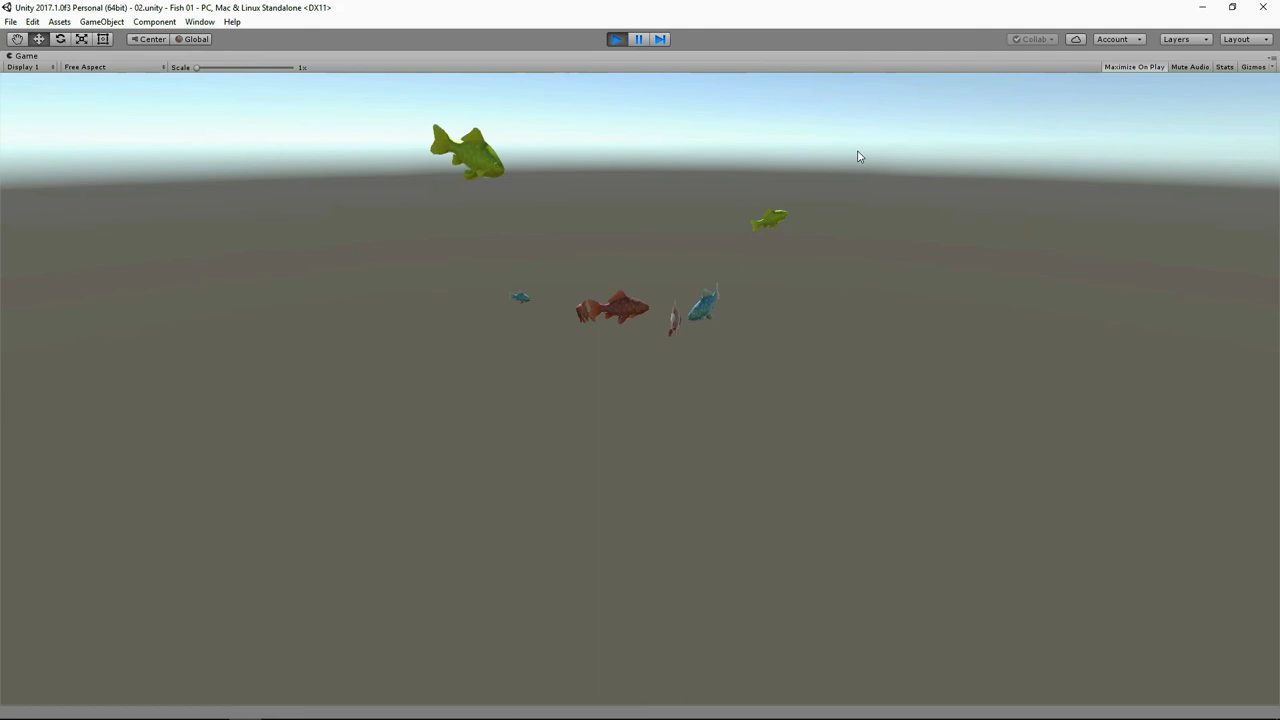 Unity 2017.1.0f3 Personal (64bit) - 02.unity - Fish 01 - PC, Mac & Linux Standalone <DX11>
File Edit Assets GameObject Component Window Help
Center Global Collab Account Layers Layout
Game
Display 1 Free Aspect Scale 1x Maximize On Play Mute Audio Stats Gizmos